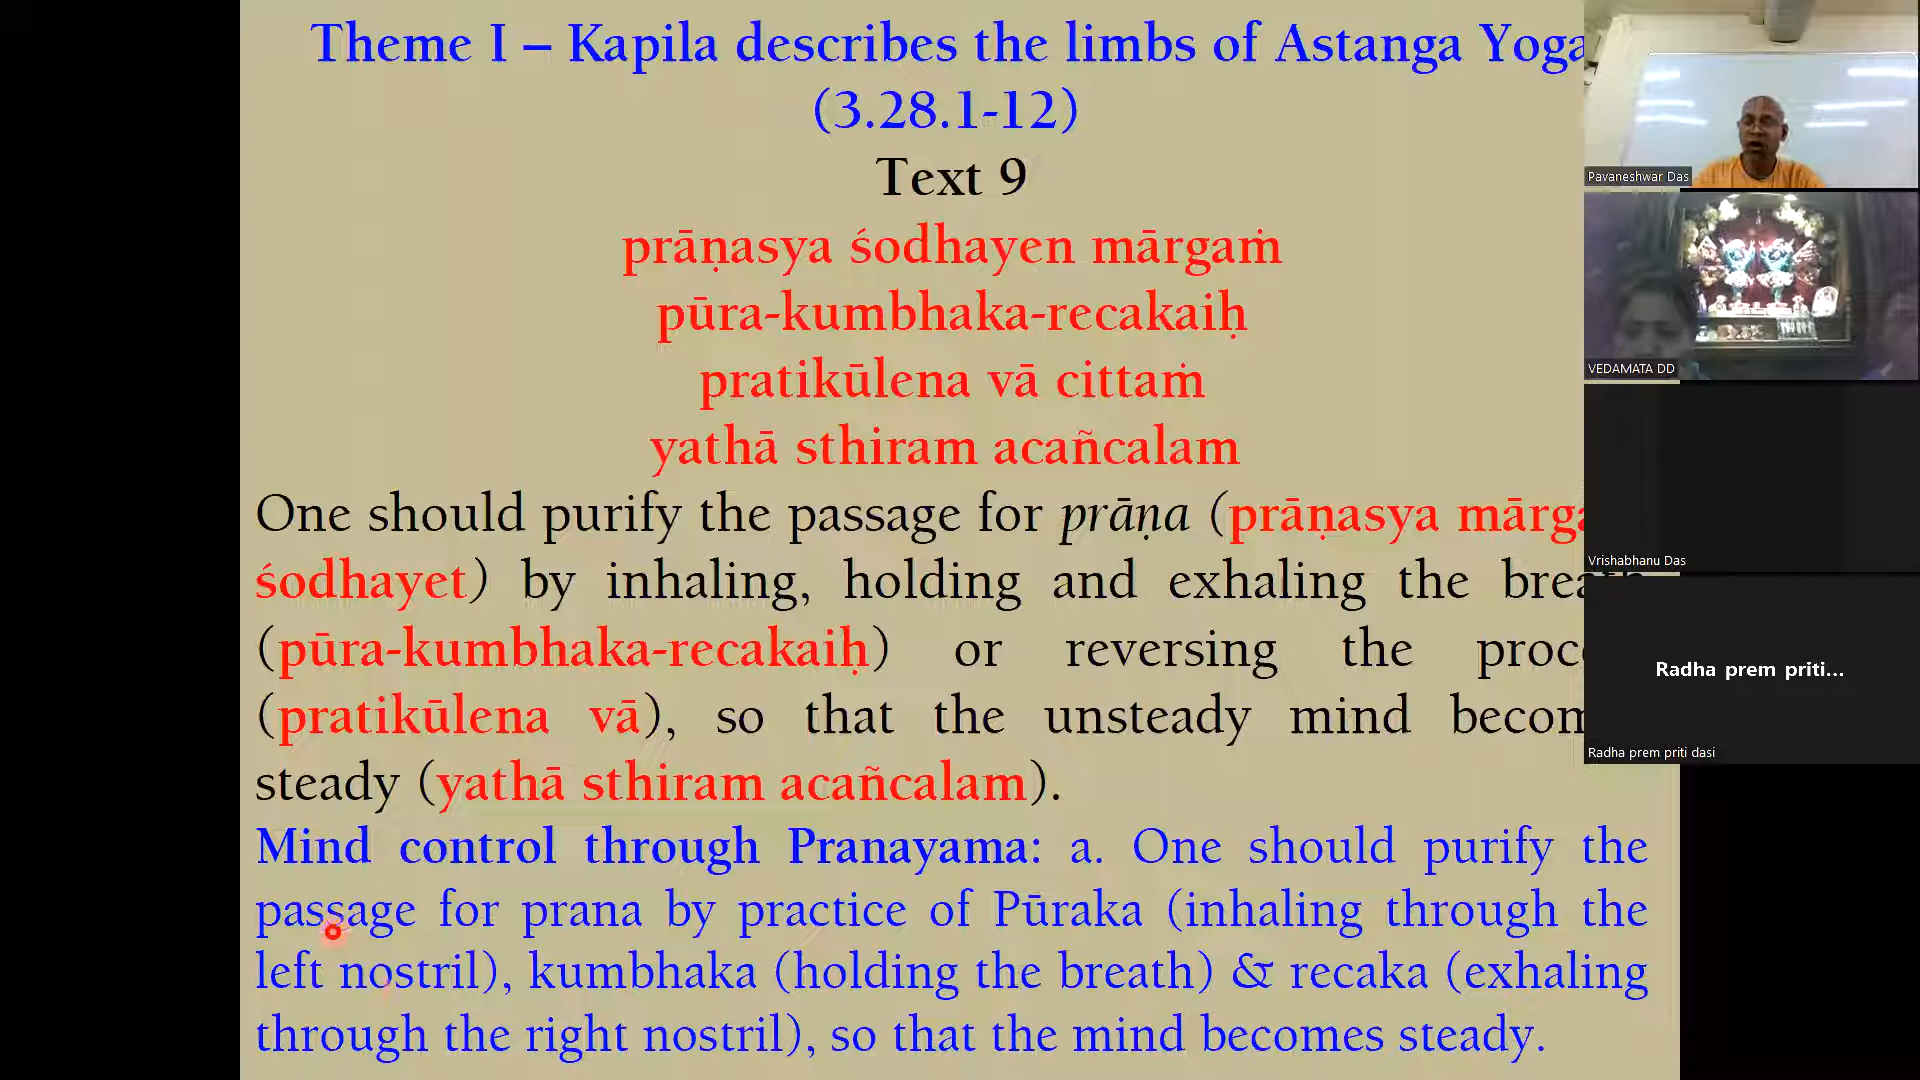 Theme I – Kapila describes the limbs of Astanga Yoga
(3.28.1-12)
Text 9
prāṇasya śodhayen mārgaṁ
pūra-kumbhaka-recakaiḥ
pratikūlena vā cittaṁ
yathā sthiram acañcalam
One should purify the passage for prāṇa (prāṇasya mārga
śodhayet) by inhaling, holding and exhaling the breath
(pūra-kumbhaka-recakaiḥ) or reversing the proc
(pratikūlena vā), so that the unsteady mind becom
steady (yathā sthiram acañcalam).
Mind control through Pranayama: a. One should purify the
passage for prana by practice of Pūraka (inhaling through the
left nostril), kumbhaka (holding the breath) & recaka (exhaling
through the right nostril), so that the mind becomes steady.
Pavaneshwar Das
VEDAMATA DD
Vrishabhanu Das
Radha prem priti...
Radha prem priti dasi